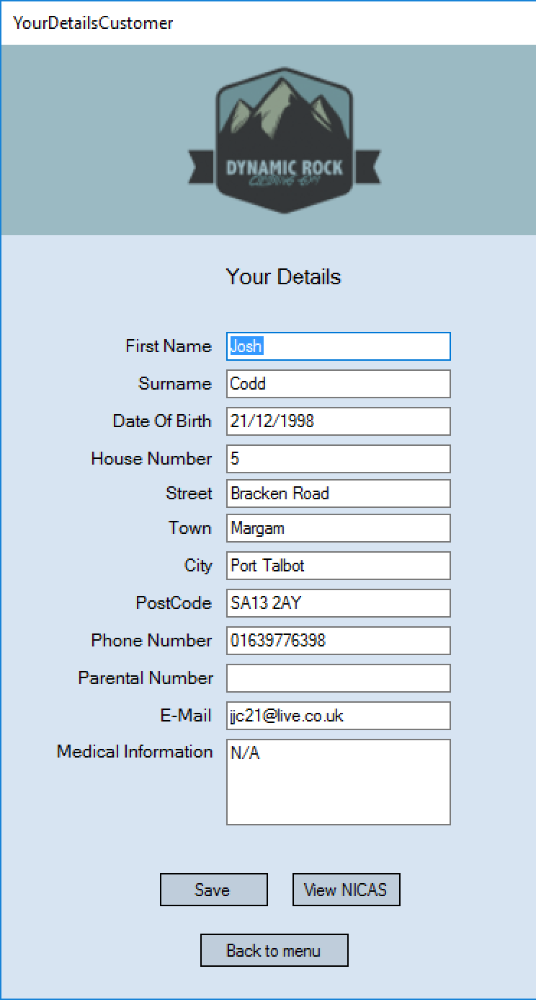 YourDetailsCustomer
DYNAMIC ROCK
Your Details
First Name Josh
Surname Codd
Date Of Birth 21/12/1998
House Number 5
Street Bracken Road
Town Margam
City Port Talbot
PostCode SA13 2AY
Phone Number 01639776398
Parental Number
E-Mail jjc21@live.co.uk
Medical Information N/A
Save View NICAS
Back to menu